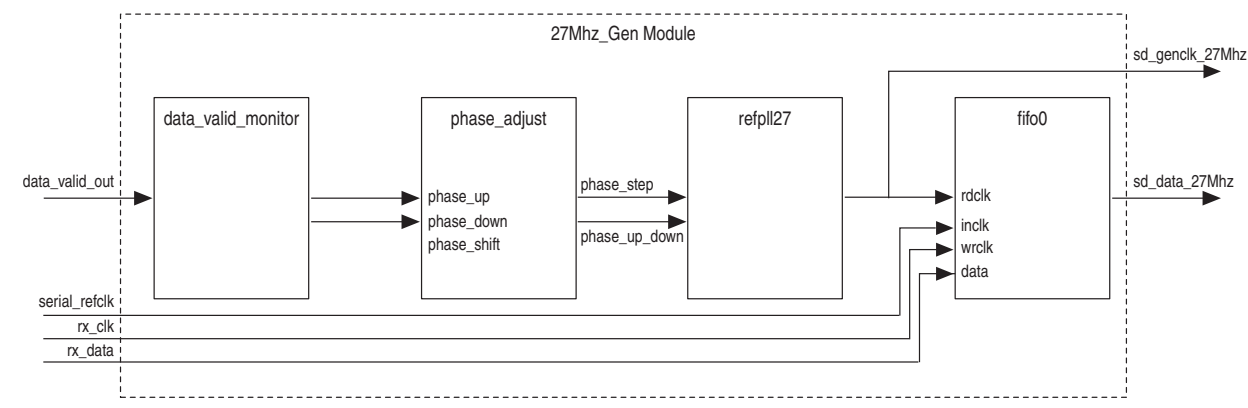 27Mhz_Gen Module
sd_genclk_27Mhz
data_valid_monitor
phase_adjust
refpll27
fifo0
data_valid_out
phase_up
phase_down
phase_shift
phase_step
phase_up_down
rdclk
inclk
wrclk
data
sd_data_27Mhz
serial_refclk
rx_clk
rx_data